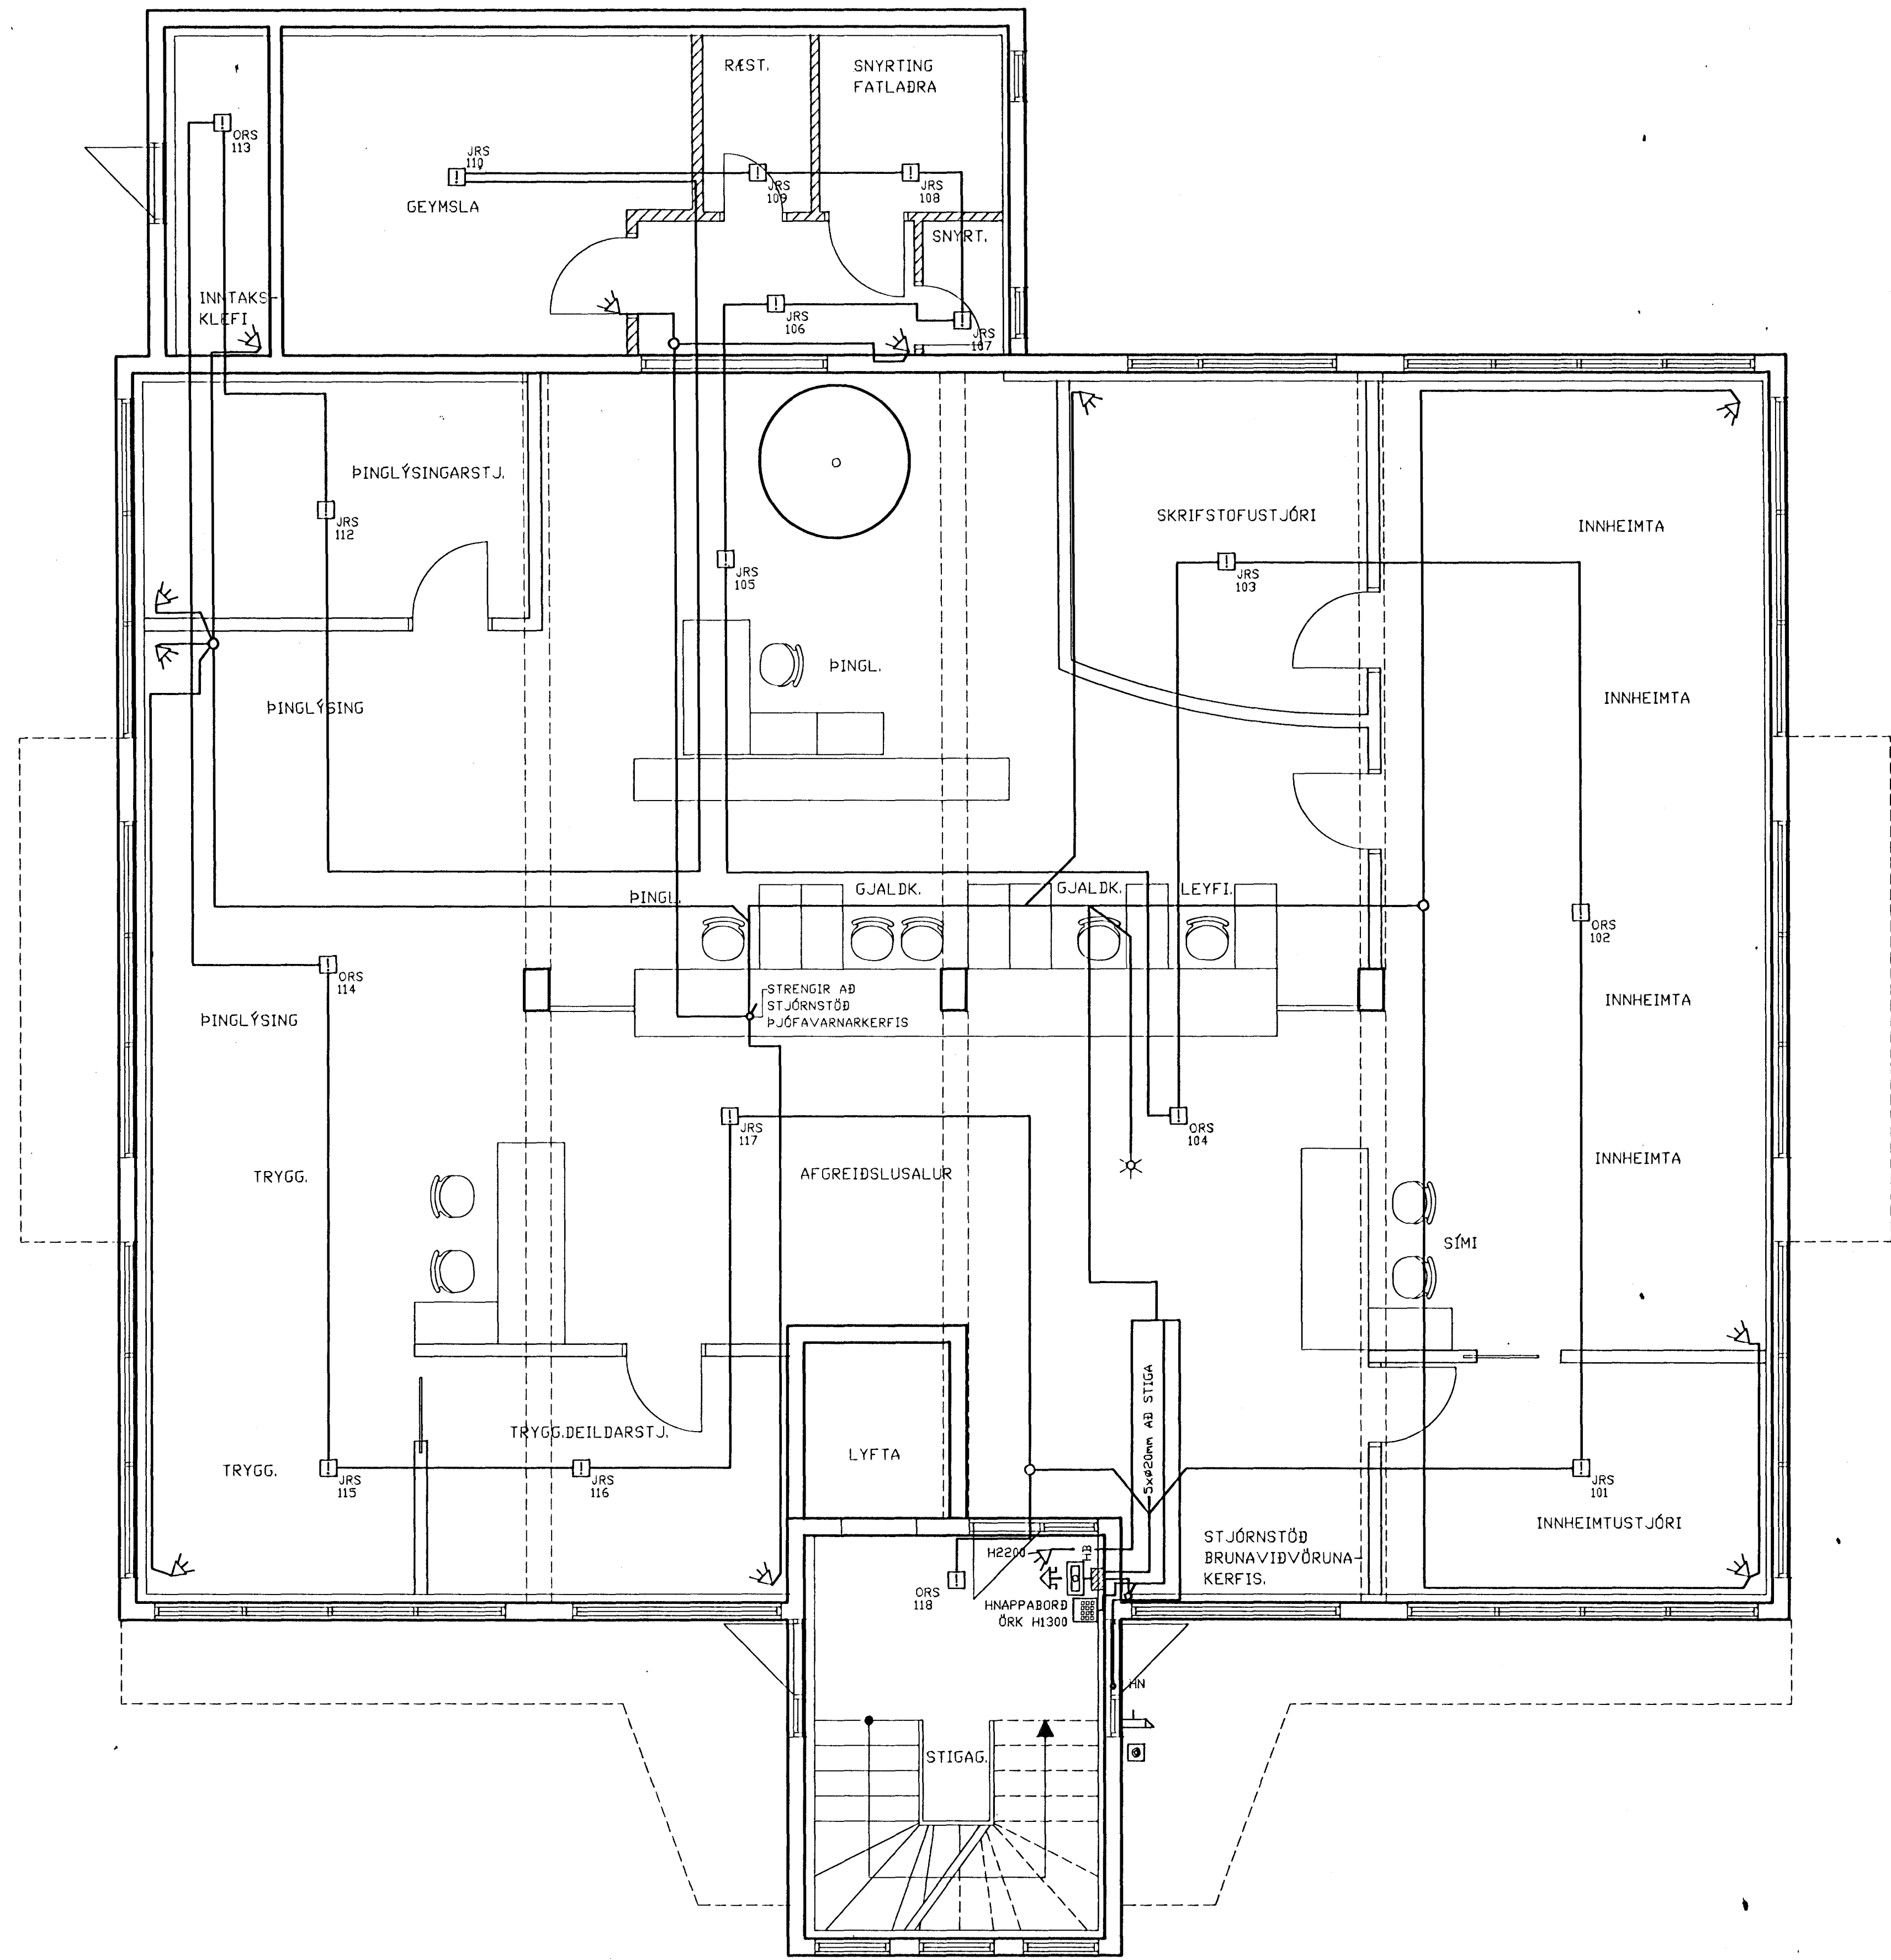 RÆST.
SNYRTING
FATLAÐRA
ORS
113
JRS
110
JRS
109
JRS
108
GEYMSLA
SNYRT.
INNTAKS-
KLEFI
JRS
106
JRS
107
ÞINGLÝSINGARSTJ.
JRS
112
SKRIFSTOFUSTJÓRI
INNHEIMTA
JRS
105
JRS
103
ÞINGL.
ÞINGLÝSING
INNHEIMTA
ÞINGL.
GJALDK.
GJALDK.
LEYFI.
ORS
102
ORS
114
STRENGIR AÐ
STJÓRNSTÖÐ
ÞJÓFAVARNARKERFIS
ÞINGLÝSING
INNHEIMTA
JRS
117
ORS
104
TRYGG.
AFGREIÐSLUSALUR
INNHEIMTA
SÍMI
5xø20mm AÐ STIGA
TRYGG.DEILDARSTJ.
LYFTA
TRYGG.
JRS
115
JRS
116
JRS
101
INNHEIMTUSTJÓRI
STJÓRNSTÖÐ
BRUNAVIÐVÖRUNA-
KERFIS.
H2200
HB
ORS
118
HNAPPABORÐ
ÖRK H1300
HN
STIGAG.